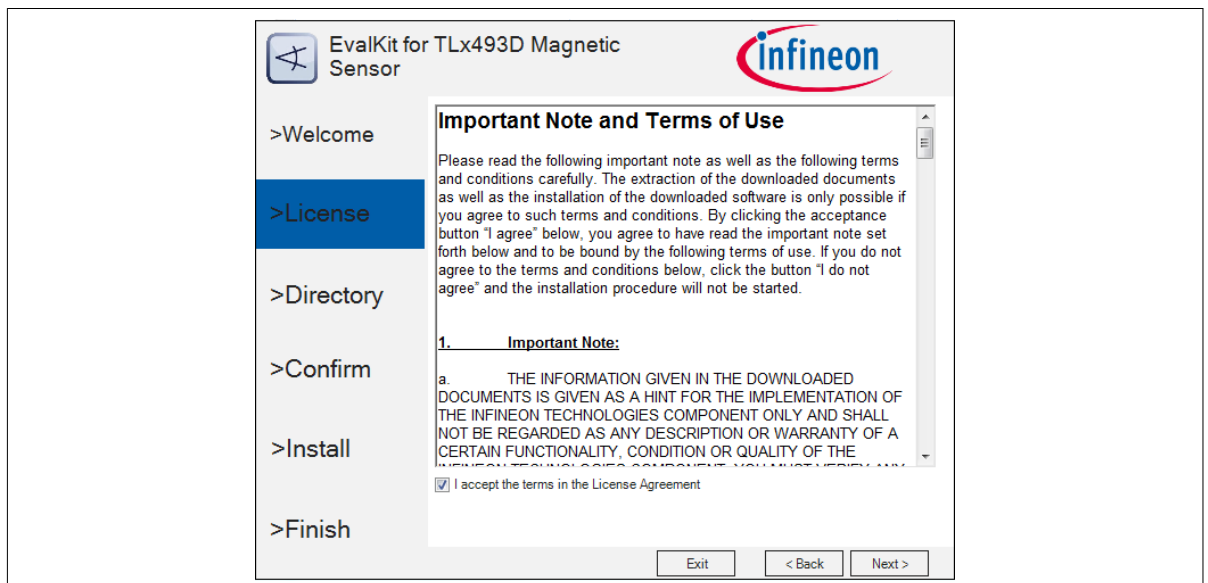 EvalKit for TLx493D Magnetic
Sensor
infineon
>Welcome
>License
>Directory
>Confirm
>Install
>Finish
Important Note and Terms of Use
Please read the following important note as well as the following terms
and conditions carefully. The extraction of the downloaded documents
as well as the installation of the downloaded software is only possible if
you agree to such terms and conditions. By clicking the acceptance
button “I agree” below, you agree to have read the important note set
forth below and to be bound by the following terms of use. If you do not
agree to the terms and conditions below, click the button “I do not
agree” and the installation procedure will not be started.
1. Important Note:
a. THE INFORMATION GIVEN IN THE DOWNLOADED
DOCUMENTS IS GIVEN AS A HINT FOR THE IMPLEMENTATION OF
THE INFINEON TECHNOLOGIES COMPONENT ONLY AND SHALL
NOT BE REGARDED AS ANY DESCRIPTION OR WARRANTY OF A
CERTAIN FUNCTIONALITY, CONDITION OR QUALITY OF THE
I accept the terms in the License Agreement
Exit
< Back
Next >